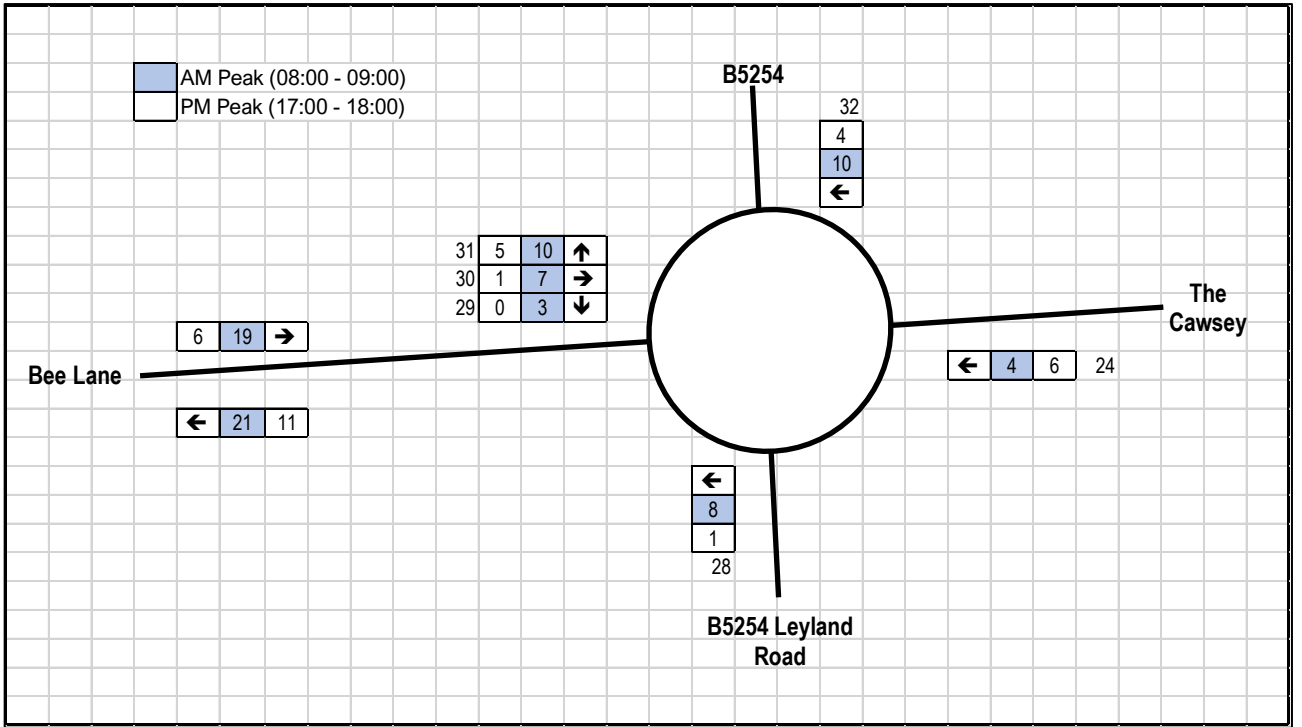 B5254
AM Peak (08:00 - 09:00)
PM Peak (17:00 - 18:00)
32
4
10
←
31 5 10 ↑
30 1 7 →
29 0 3 ↓
The
Cawsey
6 19 →
Bee Lane
← 4 6 24
← 21 11
←
8
1
28
B5254 Leyland
Road